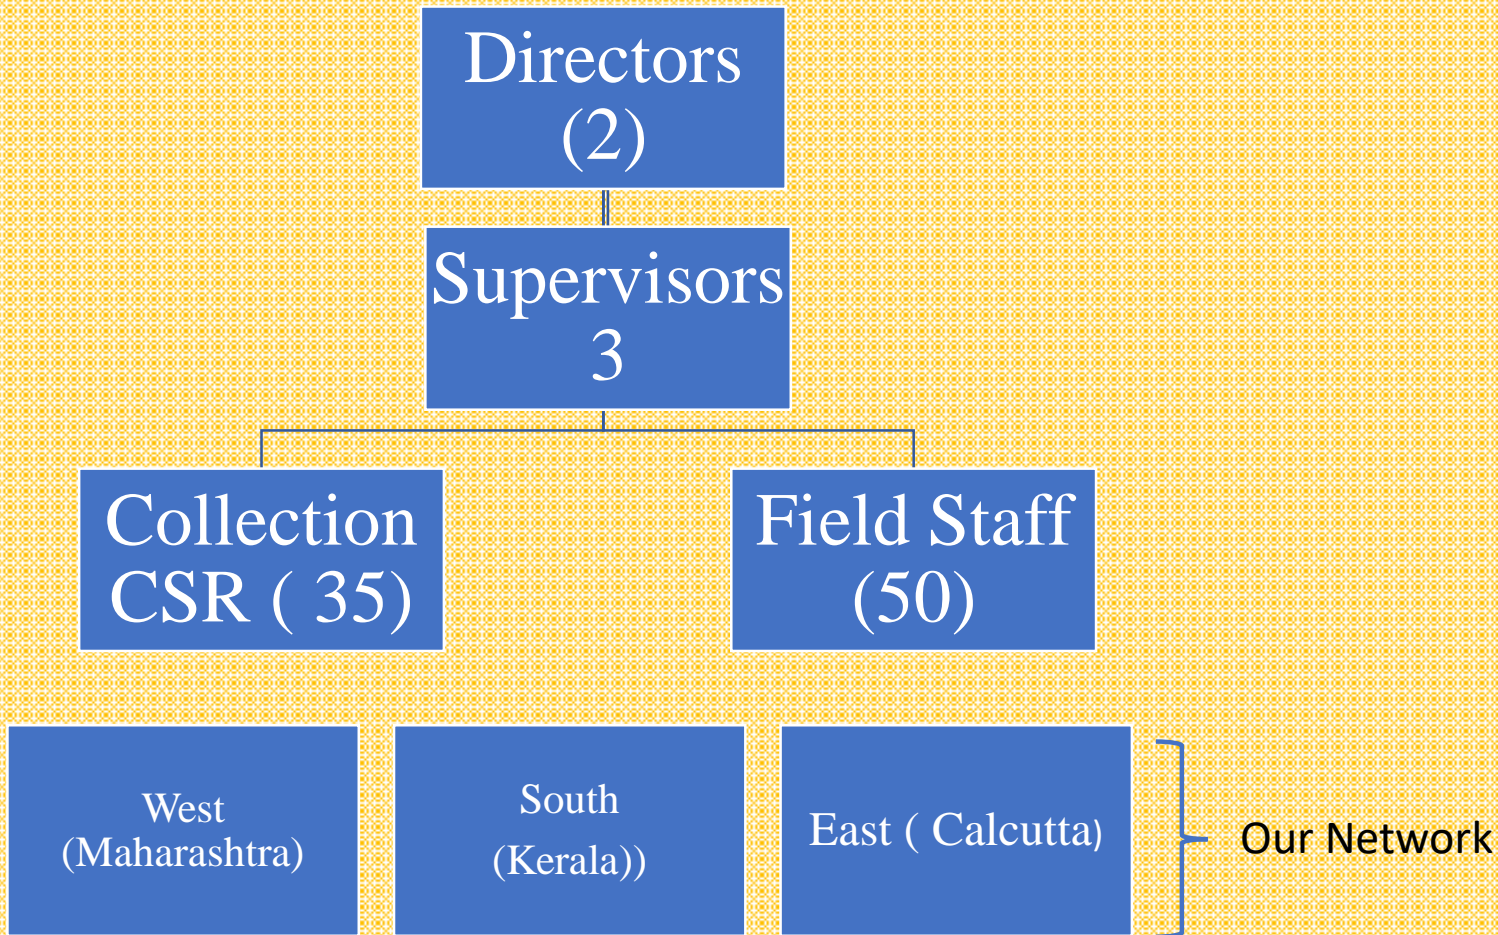 Directors
(2)
Supervisors
3
Collection
CSR ( 35)
Field Staff
(50)
West
(Maharashtra)
South
(Kerala))
East ( Calcutta)
Our Network